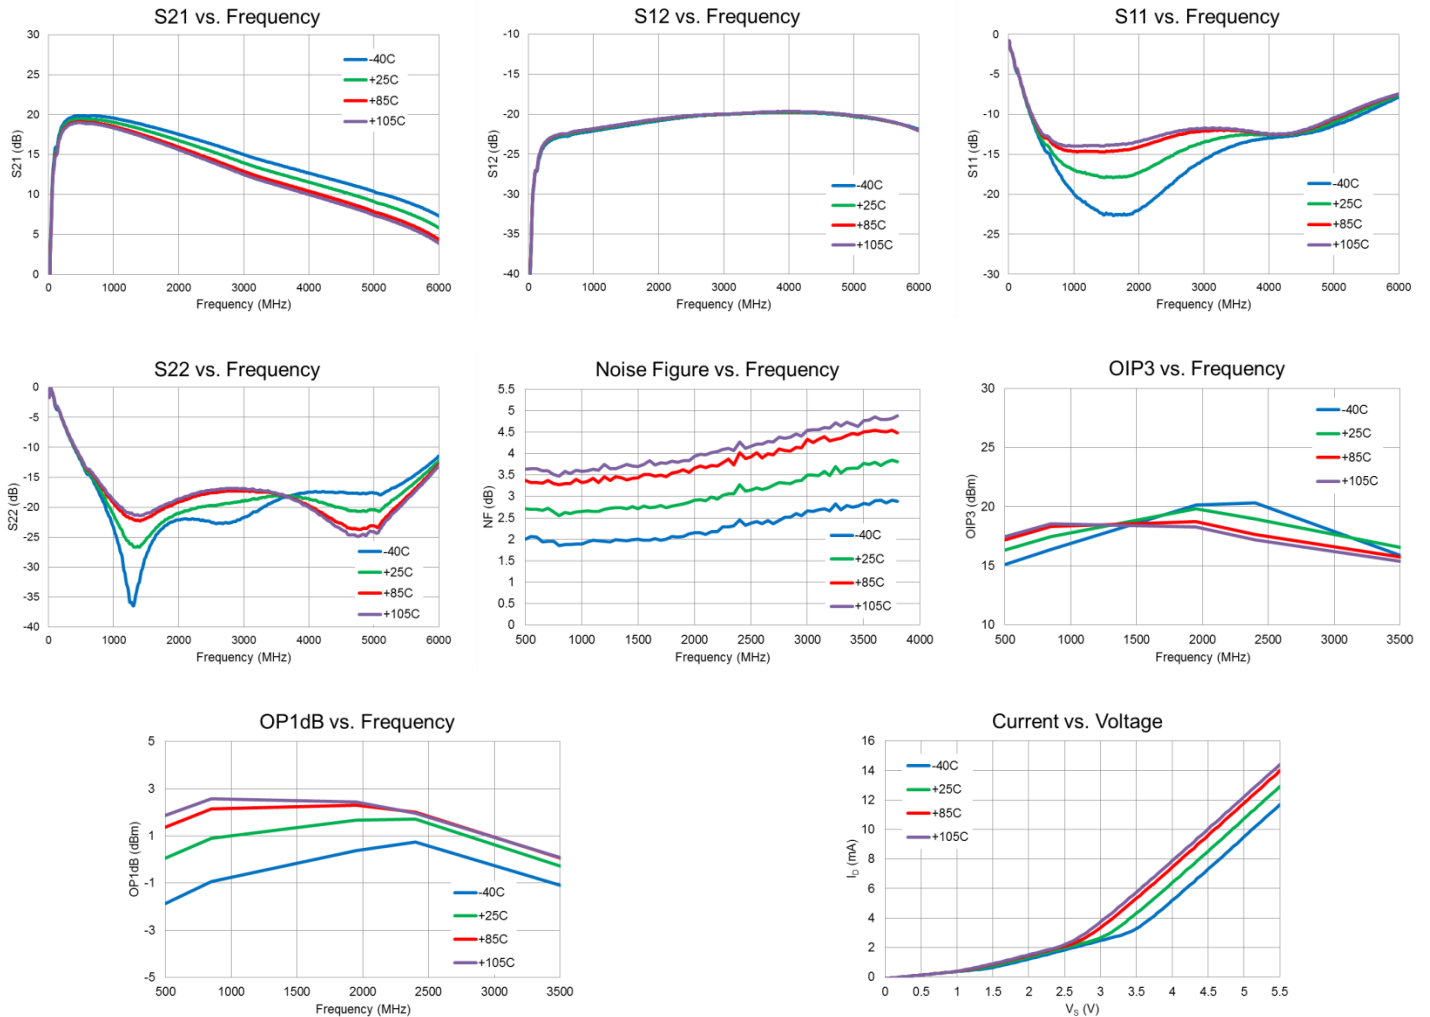 S21 vs. Frequency
S21 (dB)
30
25
20
15
10
5
0
0 1000 2000 3000 4000 5000 6000
Frequency (MHz)
-40C
+25C
+85C
+105C
S12 vs. Frequency
S12 (dB)
-10
-15
-20
-25
-30
-35
-40
0 1000 2000 3000 4000 5000 6000
Frequency (MHz)
-40C
+25C
+85C
+105C
S11 vs. Frequency
S11 (dB)
0
-5
-10
-15
-20
-25
-30
0 1000 2000 3000 4000 5000 6000
Frequency (MHz)
-40C
+25C
+85C
+105C
S22 vs. Frequency
S22 (dB)
0
-5
-10
-15
-20
-25
-30
-35
-40
0 1000 2000 3000 4000 5000 6000
Frequency (MHz)
-40C
+25C
+85C
+105C
Noise Figure vs. Frequency
NF (dB)
5.5
5
4.5
4
3.5
3
2.5
2
1.5
1
0.5
0
500 1000 1500 2000 2500 3000 3500 4000
Frequency (MHz)
-40C
+25C
+85C
+105C
OIP3 vs. Frequency
OIP3 (dBm)
30
25
20
15
10
500 1000 1500 2000 2500 3000 3500
Frequency (MHz)
-40C
+25C
+85C
+105C
OP1dB vs. Frequency
OP1dB (dBm)
5
3
1
-1
-3
-5
500 1000 1500 2000 2500 3000 3500
Frequency (MHz)
-40C
+25C
+85C
+105C
Current vs. Voltage
I_D (mA)
16
14
12
10
8
6
4
2
0
0 0.5 1 1.5 2 2.5 3 3.5 4 4.5 5 5.5
V_S (V)
-40C
+25C
+85C
+105C